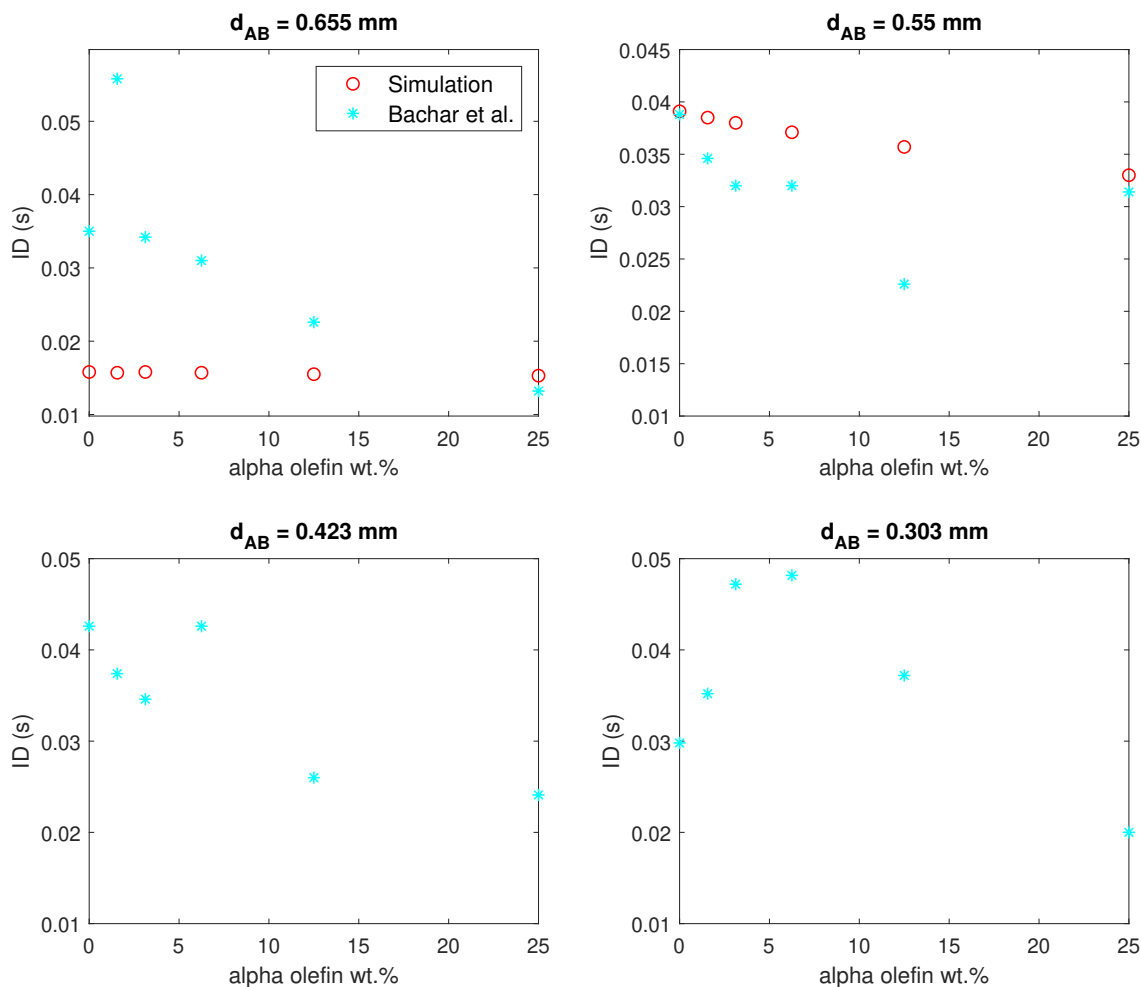 d_AB = 0.655 mm
Simulation
Bachar et al.
0.05
0.04
0.03
0.02
0.01
ID (s)
0 5 10 15 20 25
alpha olefin wt.%
d_AB = 0.55 mm
0.045
0.04
0.035
0.03
0.025
0.02
0.015
0.01
ID (s)
0 5 10 15 20 25
alpha olefin wt.%
d_AB = 0.423 mm
0.05
0.04
0.03
0.02
0.01
ID (s)
0 5 10 15 20 25
alpha olefin wt.%
d_AB = 0.303 mm
0.05
0.04
0.03
0.02
0.01
ID (s)
0 5 10 15 20 25
alpha olefin wt.%